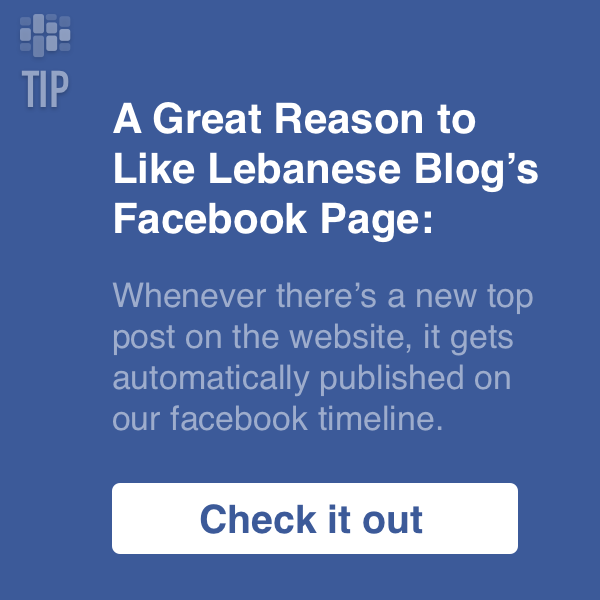 TIP
A Great Reason to
Like Lebanese Blog’s
Facebook Page:
Whenever there’s a new top
post on the website, it gets
automatically published on
our facebook timeline.
Check it out